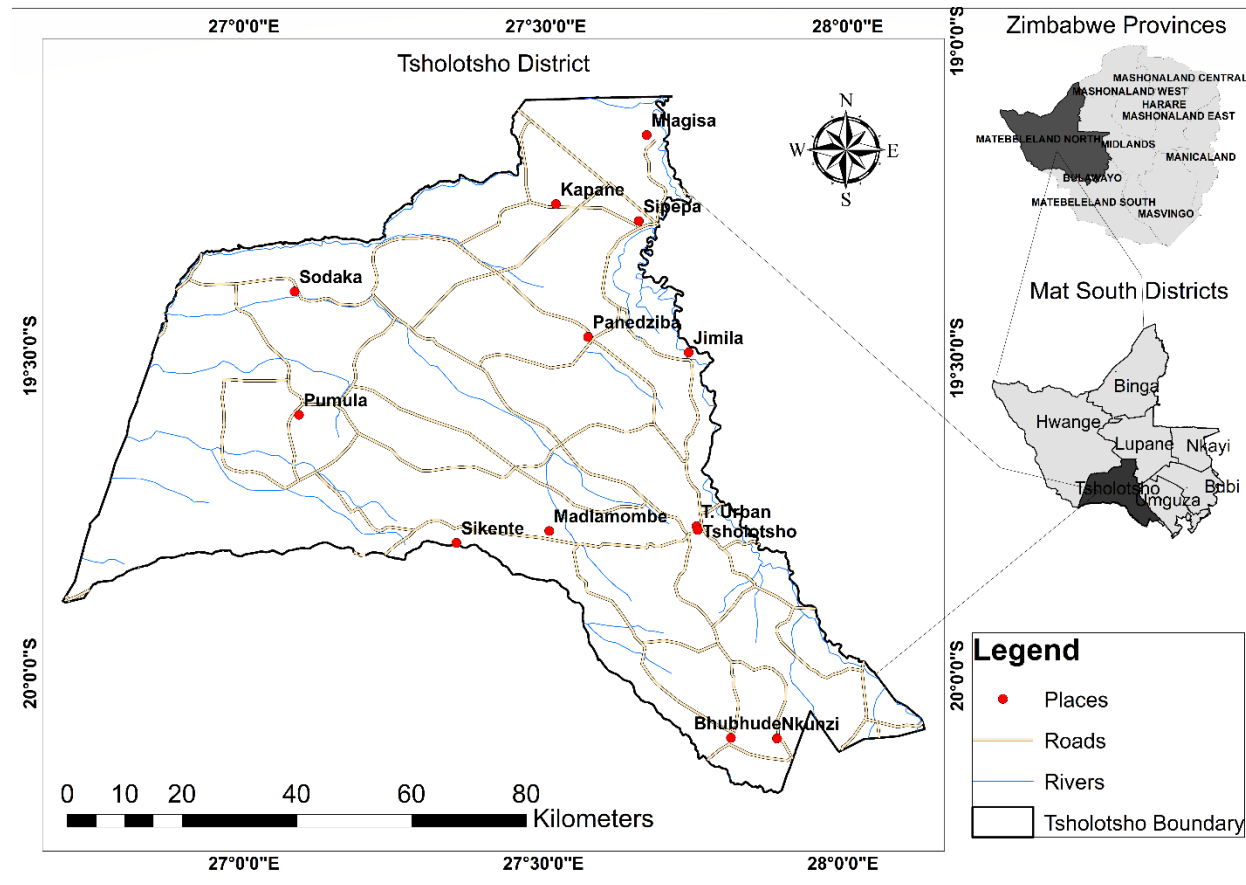 27°0'0"E
27°30'0"E
28°0'0"E
Tsholotsho District
N
W
E
S
Mlagisa
Kapane
Sipepa
Sodaka
Panedziba
Jimila
Pumula
T. Urban
Madlamombe
Tsholotsho
Sikente
Bhubhude
Nkunzi
0 10 20 40 60 80
Kilometers
19°30'0"S
20°0'0"S
27°0'0"E
27°30'0"E
28°0'0"E
19°0'0"S
19°30'0"S
20°0'0"S
Zimbabwe Provinces
MASHONALAND CENTRAL
MASHONALAND WEST
HARARE
MASHONALAND EAST
MATEBELELAND NORTH
MIDLANDS
MANICALAND
BULAWAYO
MATEBELELAND SOUTH
MASVINGO
Mat South Districts
Binga
Hwange
Lupane
Nkayi
Tsholotsho
Bubi
Umguza
Legend
Places
Roads
Rivers
Tsholotsho Boundary